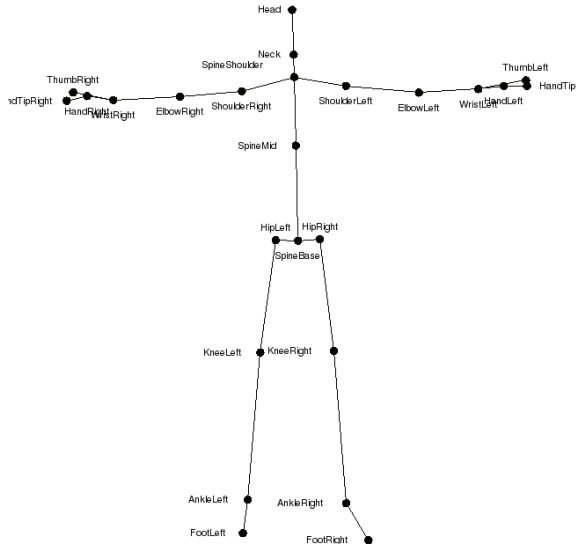 Head
Neck
SpineShoulder
ThumbRight
ThumbLeft
ndTipRight
HandRight
WristRight
ElbowRight
ShoulderRight
ShoulderLeft
ElbowLeft
WristLeft
HandLeft
HandTip
SpineMid
HipLeft
HipRight
SpineBase
KneeLeft
KneeRight
AnkleLeft
AnkleRight
FootLeft
FootRight